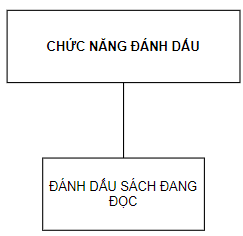 CHỨC NĂNG ĐÁNH DẤU
ĐÁNH DẤU SÁCH ĐANG
ĐỌC